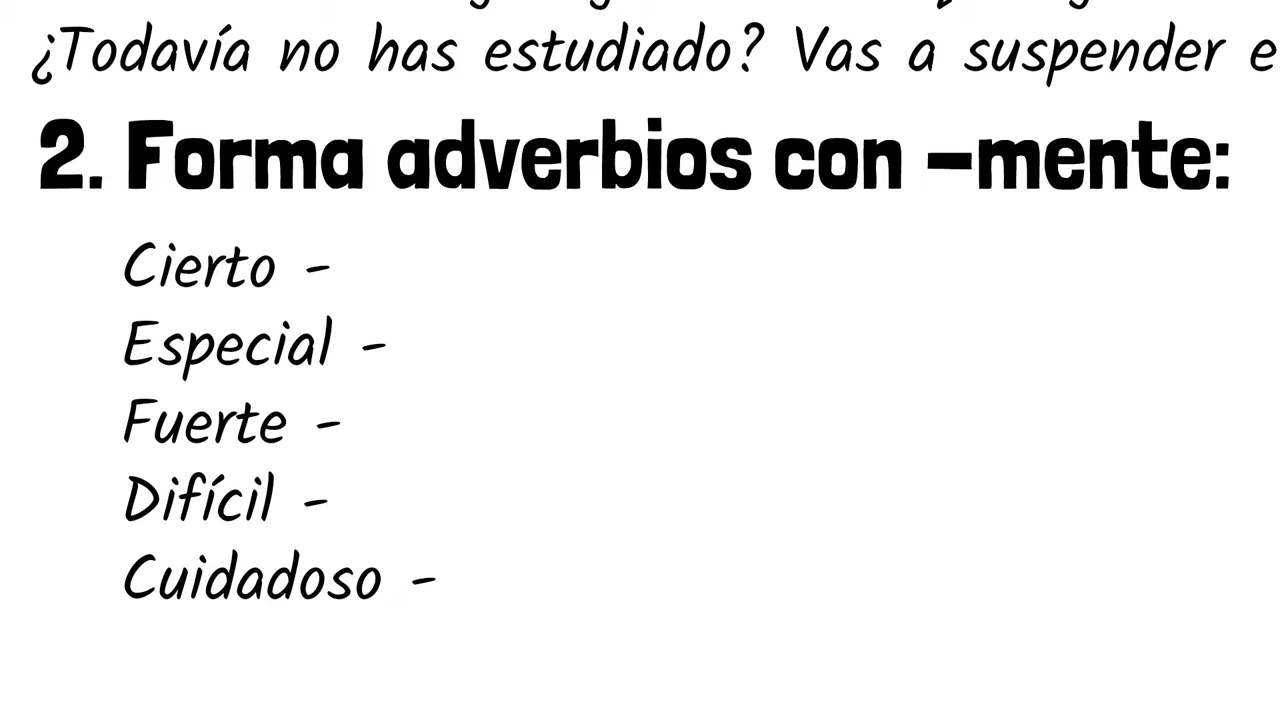 ¿Todavía no has estudiado? Vas a suspender
2. Forma adverbios con -mente:
Cierto -
Especial -
Fuerte -
Difícil -
Cuidadoso -